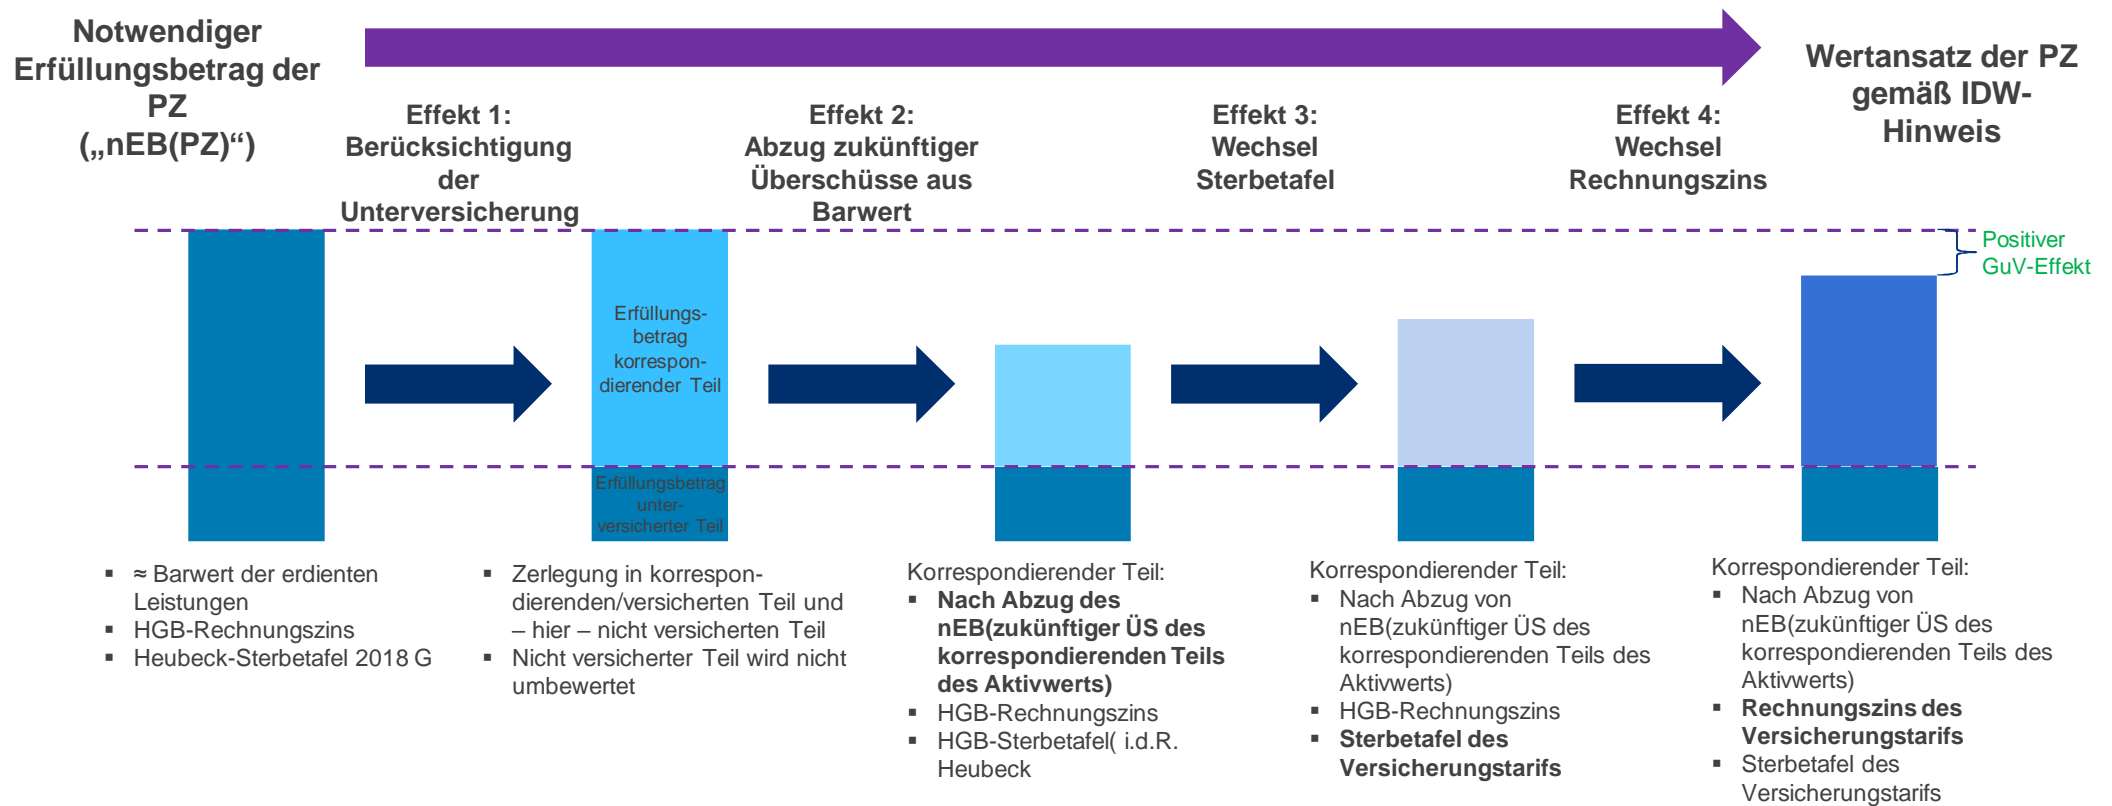 Notwendiger
Erfüllungsbetrag der
PZ
(„nEB(PZ)“)
Effekt 1:
Berücksichtigung
der
Unterversicherung
Effekt 2:
Abzug zukünftiger
Überschüsse aus
Barwert
Effekt 3:
Wechsel
Sterbetafel
Effekt 4:
Wechsel
Rechnungszins
Wertansatz der PZ
gemäß IDW-
Hinweis
Positiver
GuV-Effekt
Erfüllungs-
betrag
korrespon-
dierender Teil
Erfüllungsbetrag
unter-
versicherter Teil
▪ ≈ Barwert der erdienten
Leistungen
▪ HGB-Rechnungszins
▪ Heubeck-Sterbetafel 2018 G
▪ Zerlegung in korrespon-
dierenden/versicherten Teil und
– hier – nicht versicherten Teil
▪ Nicht versicherter Teil wird nicht
umbewertet
Korrespondierender Teil:
▪ Nach Abzug des
nEB(zukünftiger ÜS des
korrespondierenden Teils
des Aktivwerts)
▪ HGB-Rechnungszins
▪ HGB-Sterbetafel( i.d.R.
Heubeck
Korrespondierender Teil:
▪ Nach Abzug von
nEB(zukünftiger ÜS des
korrespondierenden Teils des
Aktivwerts)
▪ HGB-Rechnungszins
▪ Sterbetafel des
Versicherungstarifs
Korrespondierender Teil:
▪ Nach Abzug von
nEB(zukünftiger ÜS des
korrespondierenden Teils des
Aktivwerts)
▪ Rechnungszins des
Versicherungstarifs
▪ Sterbetafel des
Versicherungstarifs